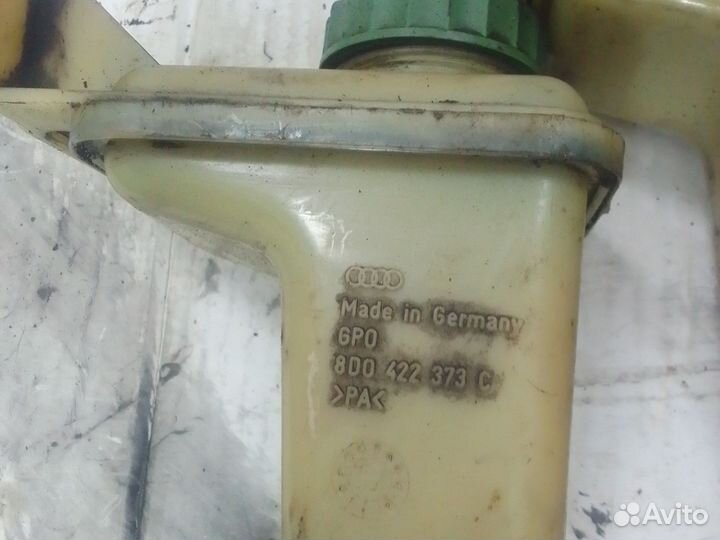 Made in Germany
GPO
8D0 422 373 C
>PA<
Avito